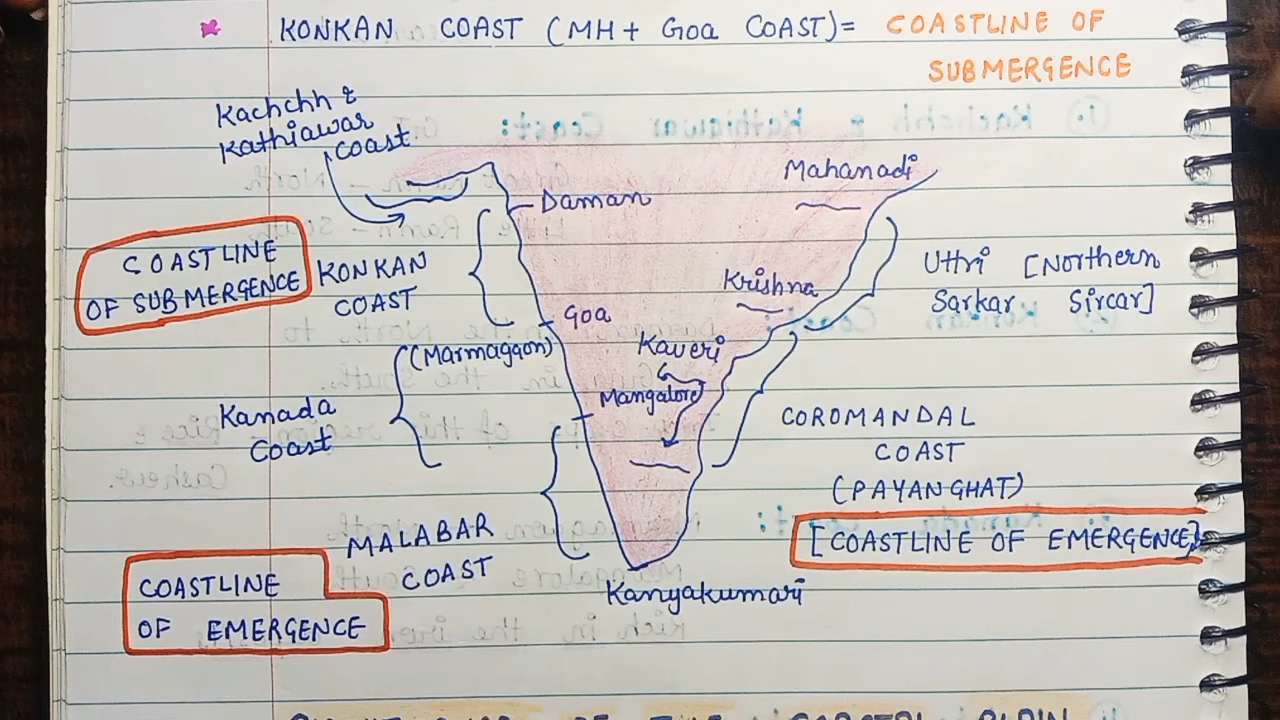 * KONKAN COAST (MH + Goa COAST) = COASTLINE OF
SUBMERGENCE
Kachchh &
Kathiawar
coast
Mahanadi
Daman
COASTLINE
OF SUBMERGENCE
KONKAN
COAST
Krishna
Uttri [Northern
Sarkar Sircar]
Goa
(Marmagaon)
Kaveri
Mangalore
Kanada
Coast
COROMANDAL
COAST
(PAYANGHAT)
[COASTLINE OF EMERGENCE]
MALABAR
COAST
COASTLINE
OF EMERGENCE
Kanyakumari